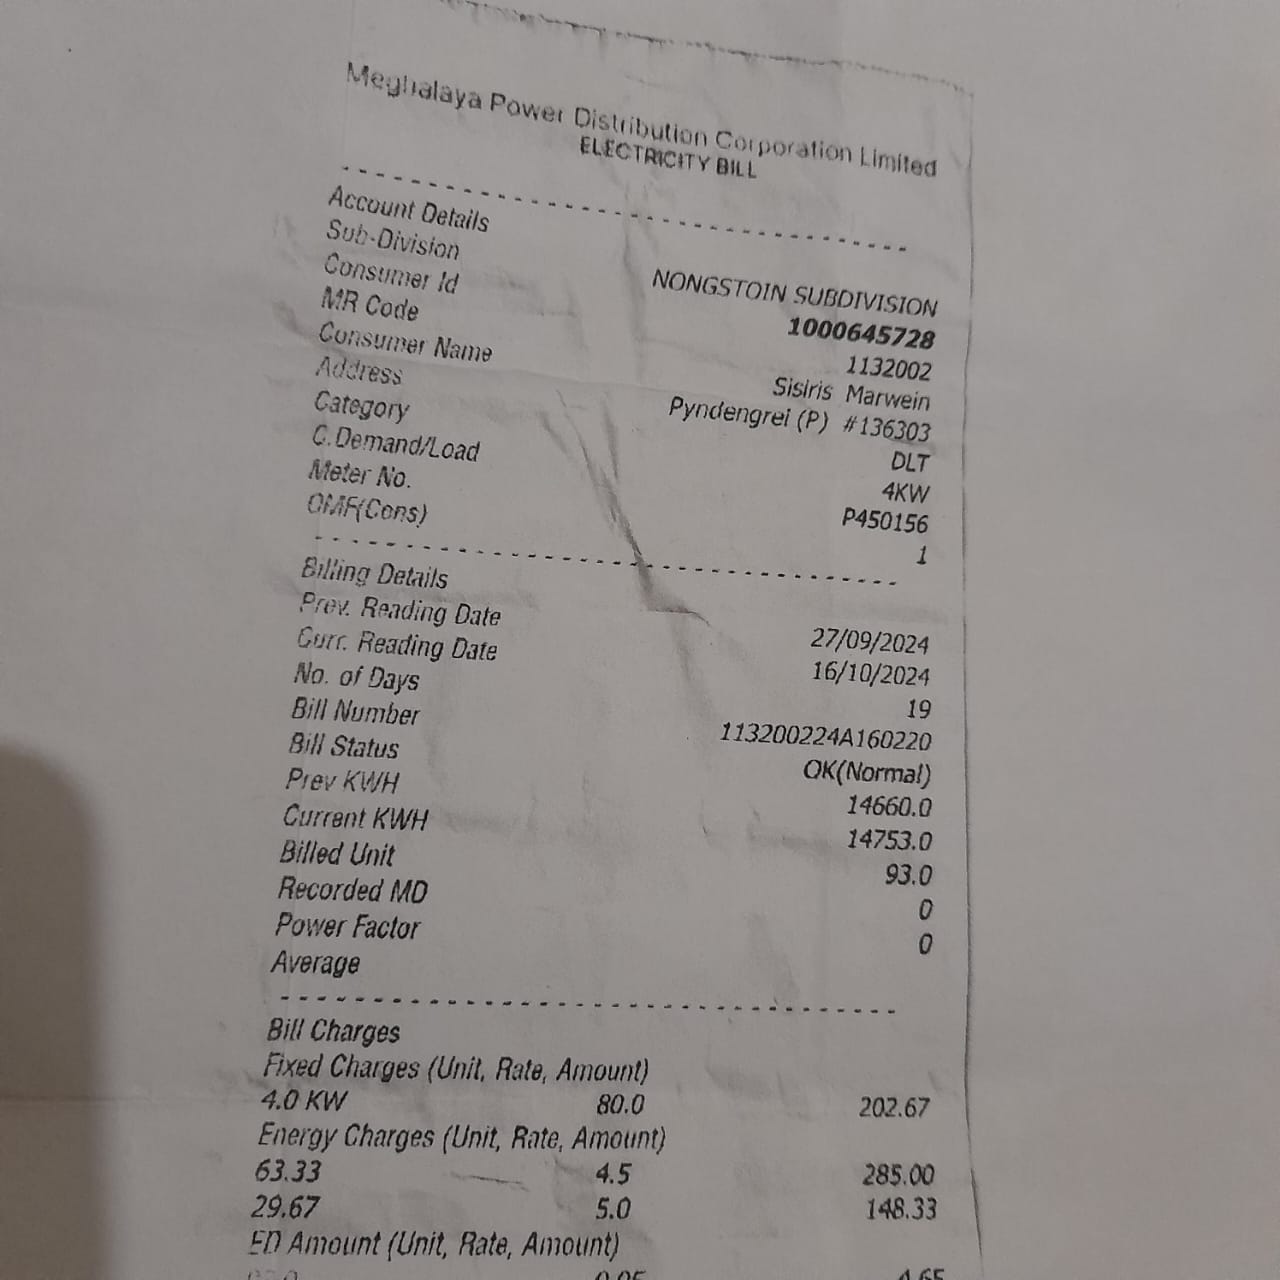 Meghalaya Power Distribution Corporation Limited
ELECTRICITY BILL
Account Details
Sub-Division NONGSTOIN SUBDIVISION
Consumer Id 1000645728
MR Code 1132002
Consumer Name Sisiris Marwein
Address Pyndengrei (P) #136303
Category DLT
C.Demand/Load 4KW
Meter No. P450156
OMF(Cons) 1
Billing Details
Prev. Reading Date 27/09/2024
Curr. Reading Date 16/10/2024
No. of Days 19
Bill Number 113200224A160220
Bill Status OK(Normal)
Prev KWH 14660.0
Current KWH 14753.0
Billed Unit 93.0
Recorded MD 0
Power Factor 0
Average
Bill Charges
Fixed Charges (Unit, Rate, Amount)
4.0 KW 80.0 202.67
Energy Charges (Unit, Rate, Amount)
63.33 4.5 285.00
29.67 5.0 148.33
ED Amount (Unit, Rate, Amount)
0.05 4.65